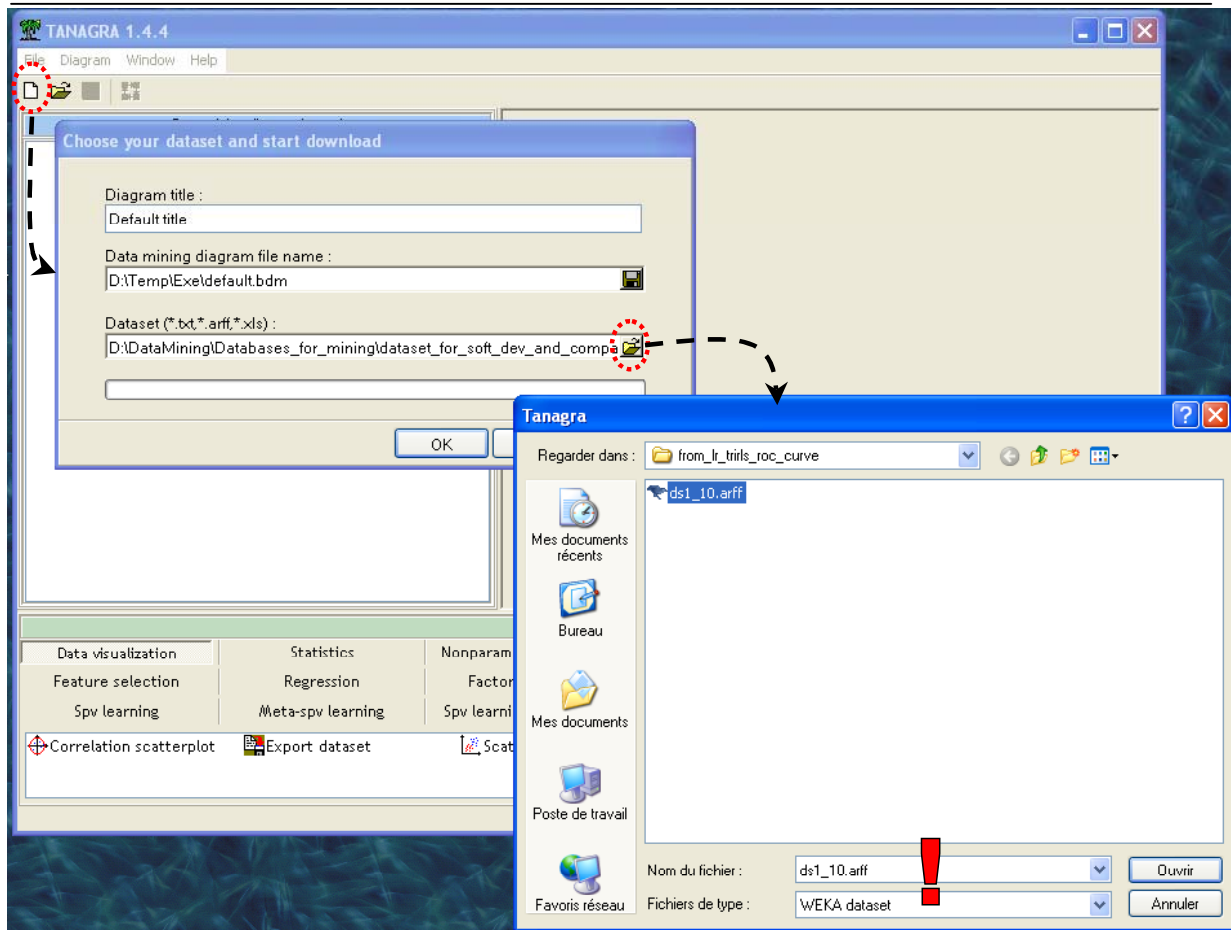 TANAGRA 1.4.4
File Diagram Window Help
Choose your dataset and start download
Diagram title :
Default title
Data mining diagram file name :
D:\Temp\Exe\default.bdm
Dataset (*.txt,*.arff,*.xls) :
D:\DataMining\Databases_for_mining\dataset_for_soft_dev_and_compa
OK
Tanagra
Regarder dans :
from_lr_trirls_roc_curve
ds1_10.arff
Mes documents
récents
Bureau
Mes documents
Poste de travail
Favoris réseau
Nom du fichier :
ds1_10.arff
Ouvrir
Fichiers de type :
WEKA dataset
Annuler
Data visualization Statistics Nonparam
Feature selection Regression Factor
Spv learning Meta-spv learning Spv learni
Correlation scatterplot Export dataset Scat